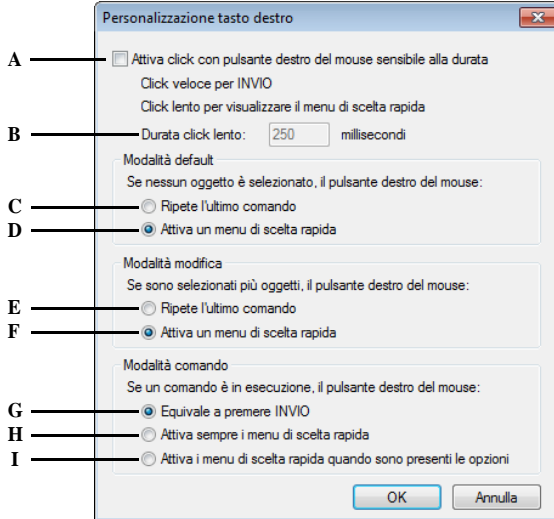 Personalizzazione tasto destro
A Attiva click con pulsante destro del mouse sensibile alla durata
Click veloce per INVIO
Click lento per visualizzare il menu di scelta rapida
B Durata click lento: 250 millisecondi
Modalità default
Se nessun oggetto è selezionato, il pulsante destro del mouse:
C Ripete l'ultimo comando
D Attiva un menu di scelta rapida
Modalità modifica
Se sono selezionati più oggetti, il pulsante destro del mouse:
E Ripete l'ultimo comando
F Attiva un menu di scelta rapida
Modalità comando
Se un comando è in esecuzione, il pulsante destro del mouse:
G Equivale a premere INVIO
H Attiva sempre i menu di scelta rapida
I Attiva i menu di scelta rapida quando sono presenti le opzioni
OK Annulla